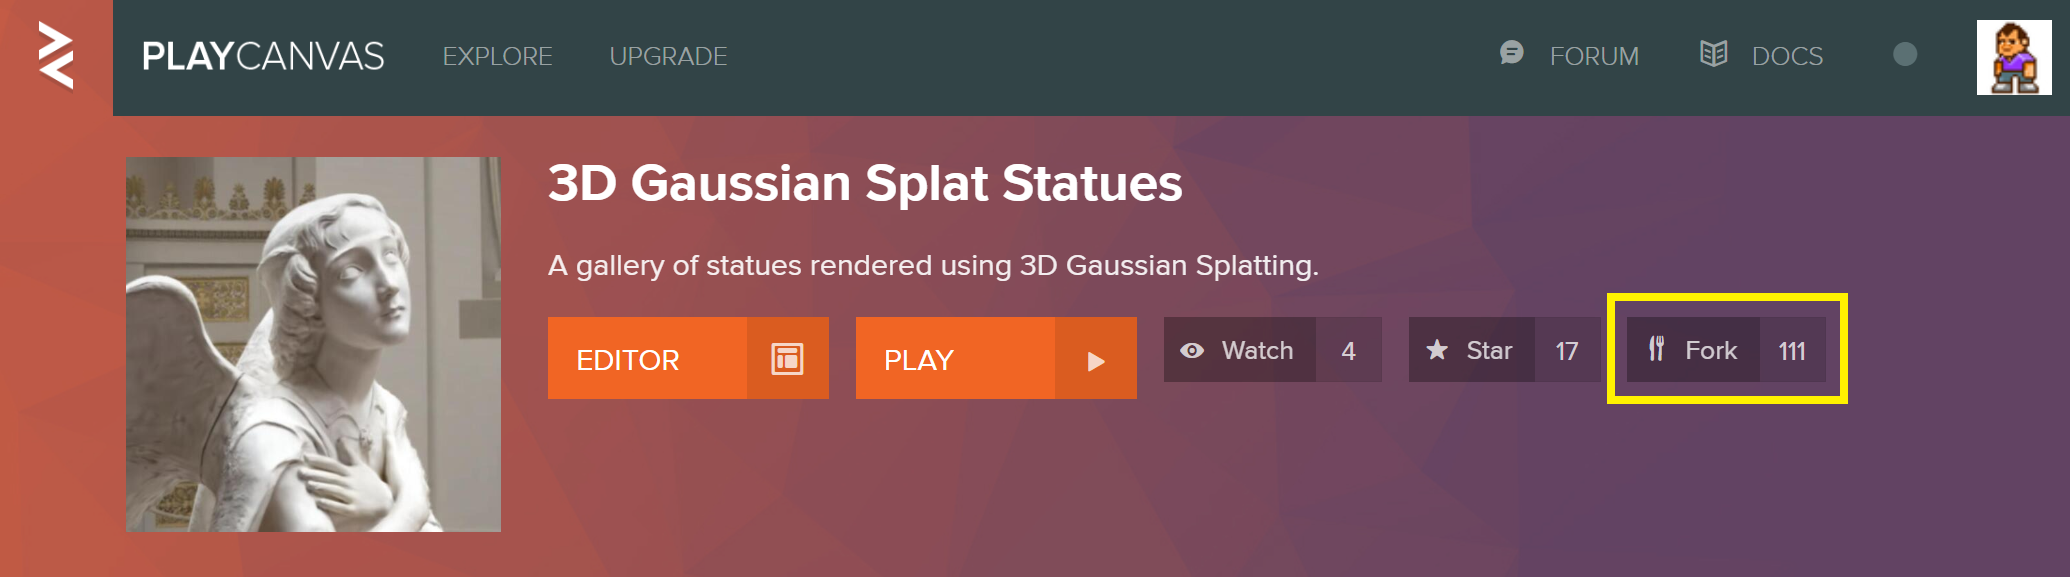 PLAYCANVAS EXPLORE UPGRADE FORUM DOCS
3D Gaussian Splat Statues
A gallery of statues rendered using 3D Gaussian Splatting.
EDITOR PLAY Watch 4 Star 17 Fork 111